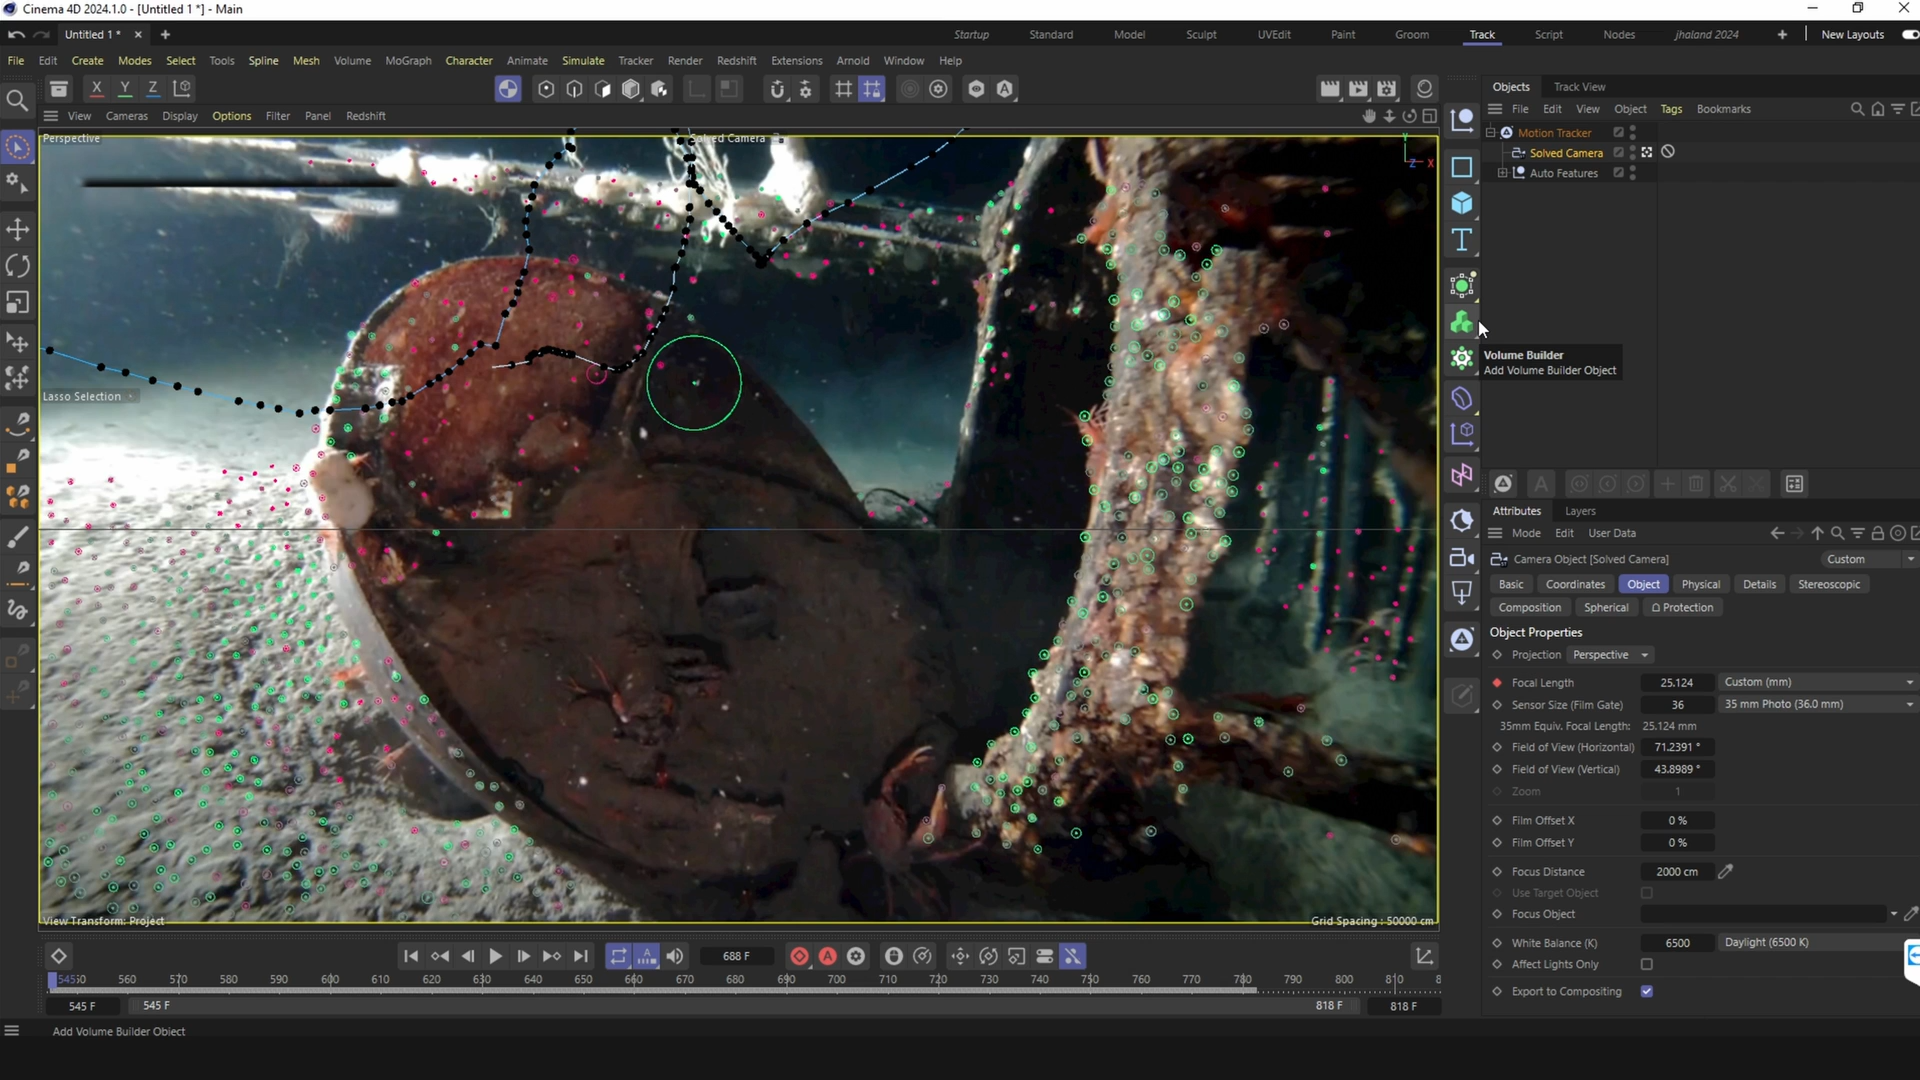 Cinema 4D 2024.1.0 - [Untitled 1 *] - Main
Untitled 1 *
Startup Standard Model Sculpt UVEdit Paint Groom Track Script Nodes jhaland 2024 New Layouts
File Edit Create Modes Select Tools Spline Mesh Volume MoGraph Character Animate Simulate Tracker Render Redshift Extensions Arnold Window Help
X Y Z
Objects Track View
View Cameras Display Options Filter Panel Redshift
File Edit View Object Tags Bookmarks
Perspective
Solved Camera
Y
Z X
Motion Tracker
Solved Camera
Auto Features
Volume Builder
Add Volume Builder Object
Lasso Selection
Attributes Layers
Mode Edit User Data
Camera Object [Solved Camera]
Custom
Basic Coordinates Object Physical Details Stereoscopic
Composition Spherical Protection
Object Properties
Projection Perspective
Focal Length 25.124 Custom (mm)
Sensor Size (Film Gate) 36 35 mm Photo (36.0 mm)
35mm Equiv. Focal Length: 25.124 mm
Field of View (Horizontal) 71.2391 °
Field of View (Vertical) 43.8989 °
Zoom 1
Film Offset X 0 %
Film Offset Y 0 %
Focus Distance 2000 cm
Use Target Object
Focus Object
White Balance (K) 6500 Daylight (6500 K)
Affect Lights Only
Export to Compositing
View Transform: Project
Grid Spacing : 50000 cm
688 F
545 560 570 580 590 600 610 620 630 640 650 660 670 680 690 700 710 720 730 740 750 760 770 780 790 800 810 8
545 F 545 F 818 F 818 F
Add Volume Builder Object